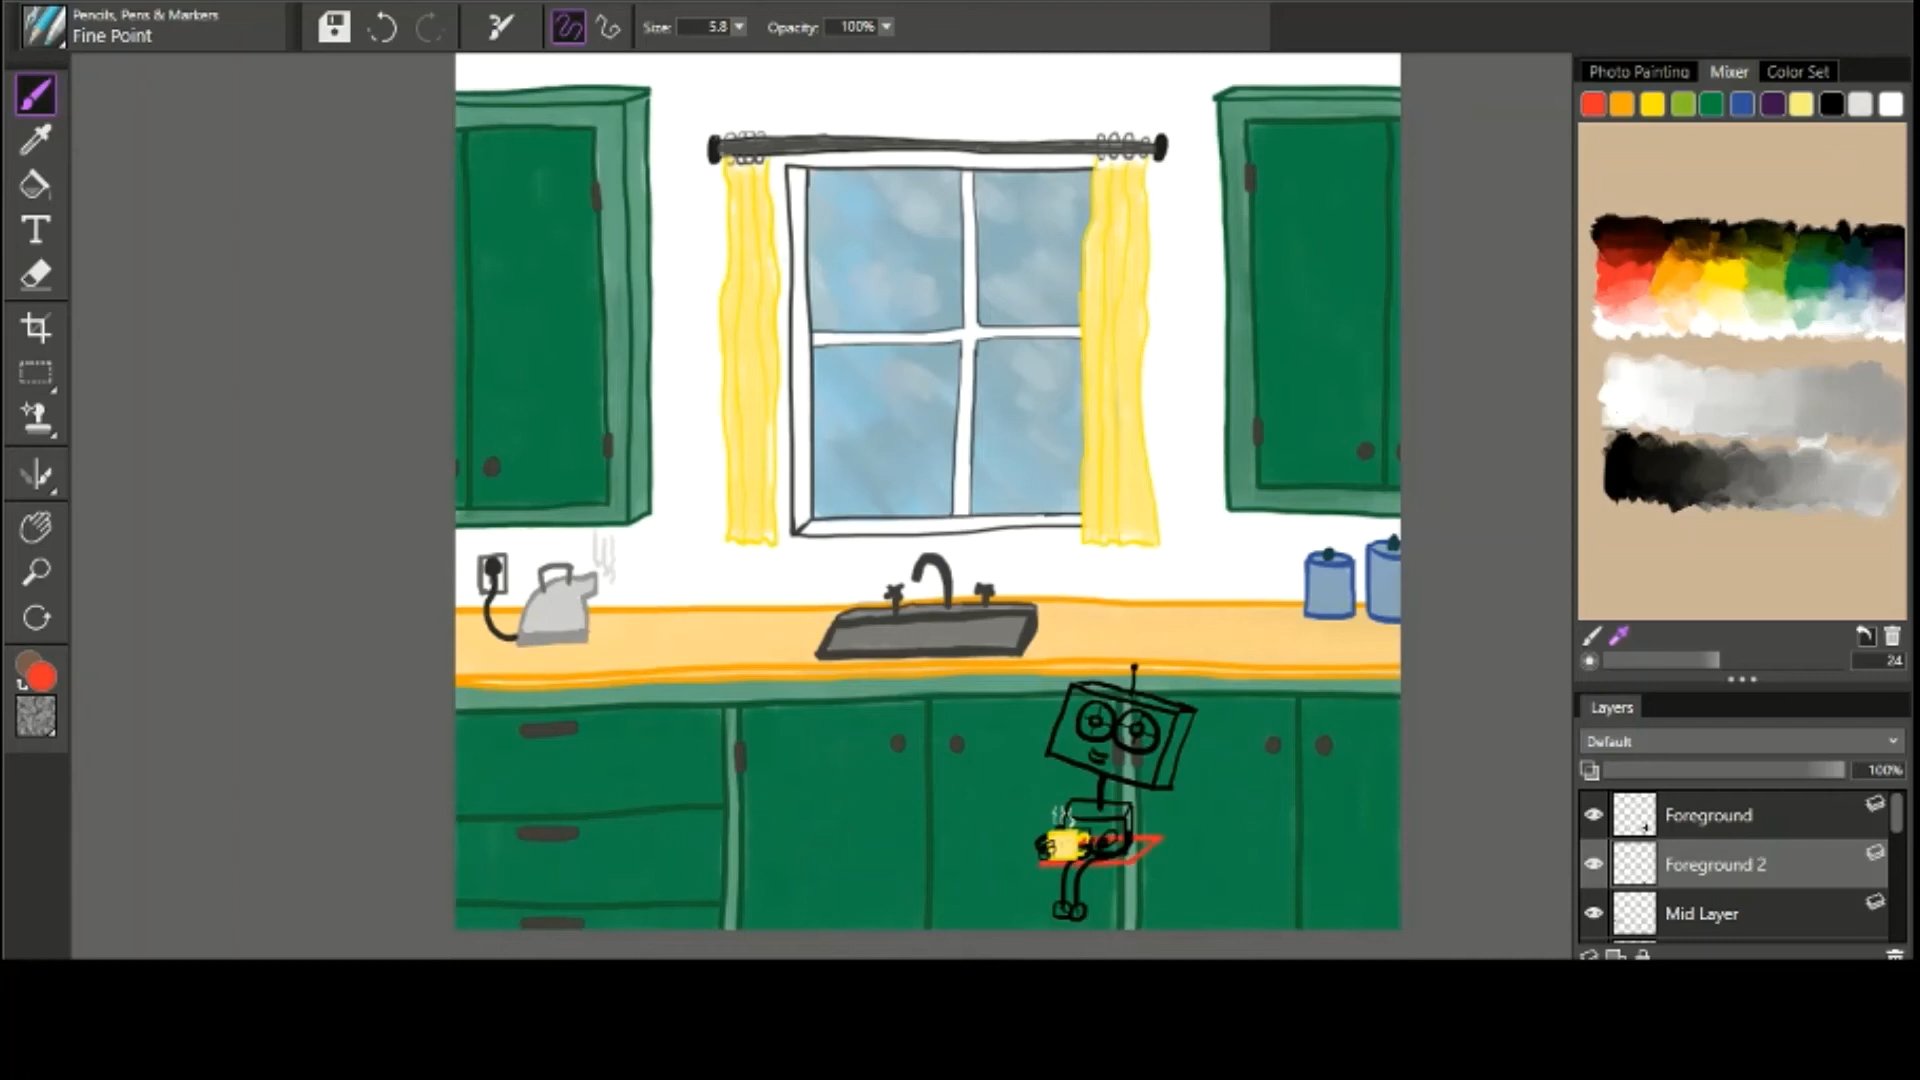 Pencils, Pens & Markers
Fine Point
Size: 5.8
Opacity: 100%
Photo Painting Mixer Color Set
T
24
Layers
Default
100%
Foreground
Foreground 2
Mid Layer